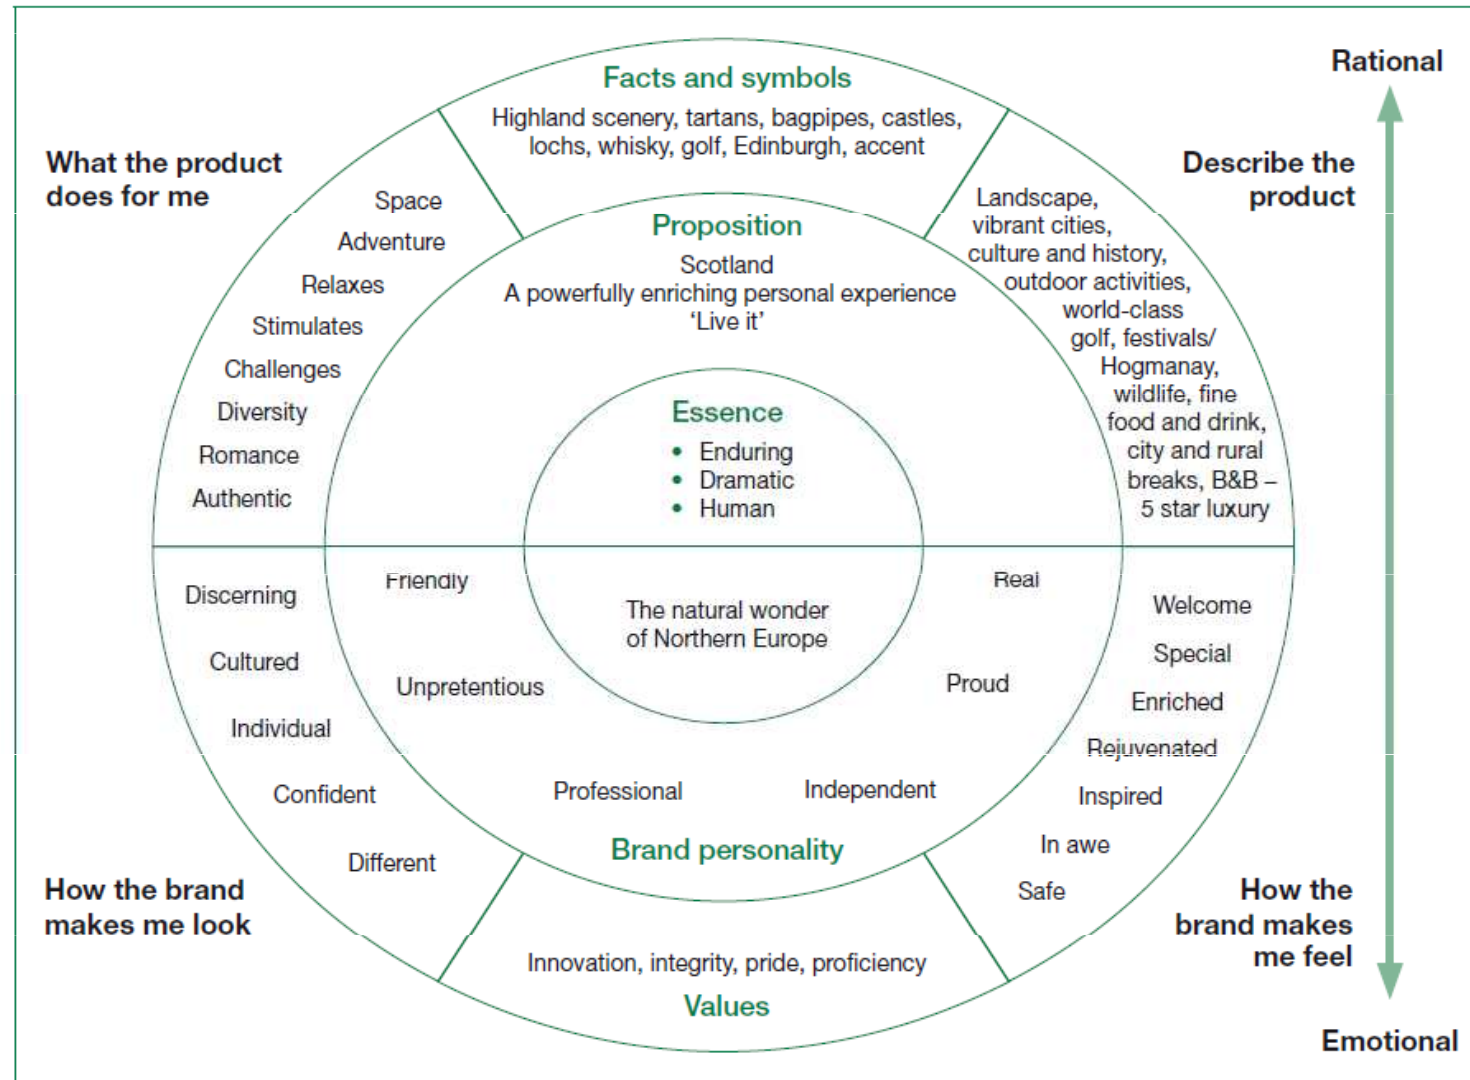 Rational
Facts and symbols
Highland scenery, tartans, bagpipes, castles,
lochs, whisky, golf, Edinburgh, accent
What the product
does for me
Space
Adventure
Relaxes
Stimulates
Challenges
Diversity
Romance
Authentic
Proposition
Scotland
A powerfully enriching personal experience
‘Live it’
Describe the
product
Landscape,
vibrant cities,
culture and history,
outdoor activities,
world-class
golf, festivals/
Hogmanay,
wildlife, fine
food and drink,
city and rural
breaks, B&B –
5 star luxury
Essence
• Enduring
• Dramatic
• Human
The natural wonder
of Northern Europe
Discerning
Cultured
Individual
Confident
Different
How the brand
makes me look
Friendly
Unpretentious
Professional
Real
Proud
Independent
Brand personality
Welcome
Special
Enriched
Rejuvenated
Inspired
In awe
Safe
How the
brand makes
me feel
Innovation, integrity, pride, proficiency
Values
Emotional